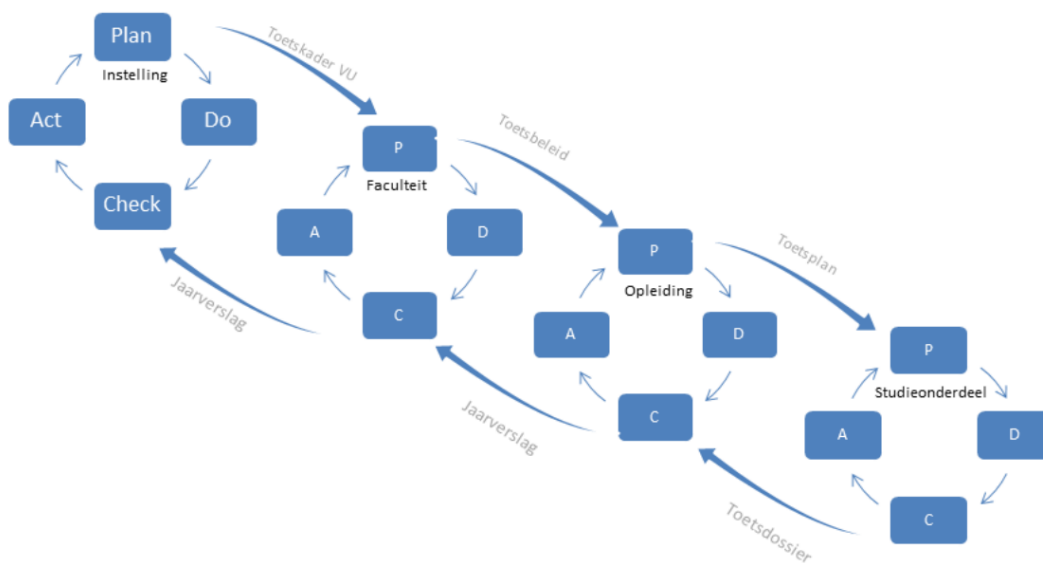 Plan
Instelling
Act
Do
Check
Toetskader VU
P
Faculteit
A
D
C
Jaarverslag
Toetsbeleid
P
Opleiding
A
D
C
Jaarverslag
Toetsplan
P
Studieonderdeel
A
D
C
Toetsdossier